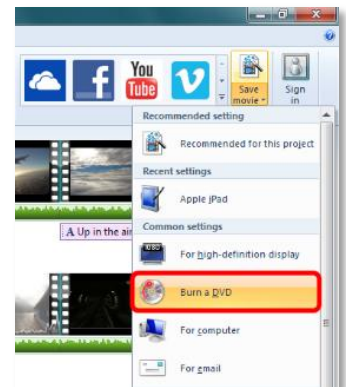 You
Tube
Save
movie
Sign
in
Recommended setting
Recommended for this project
Recent settings
Apple iPad
Common settings
For high-definition display
Burn a DVD
For computer
For email
A Up in the air